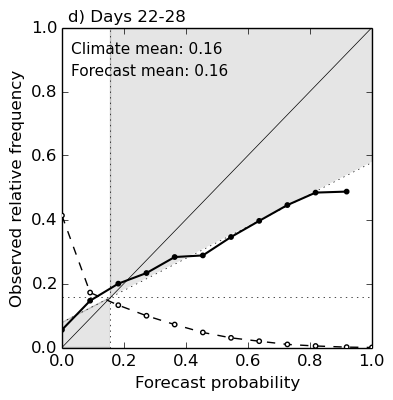 d) Days 22-28
1.0
Climate mean: 0.16
Forecast mean: 0.16
0.8
0.6
0.4
0.2
0.0
Observed relative frequency
0.0 0.2 0.4 0.6 0.8 1.0
Forecast probability